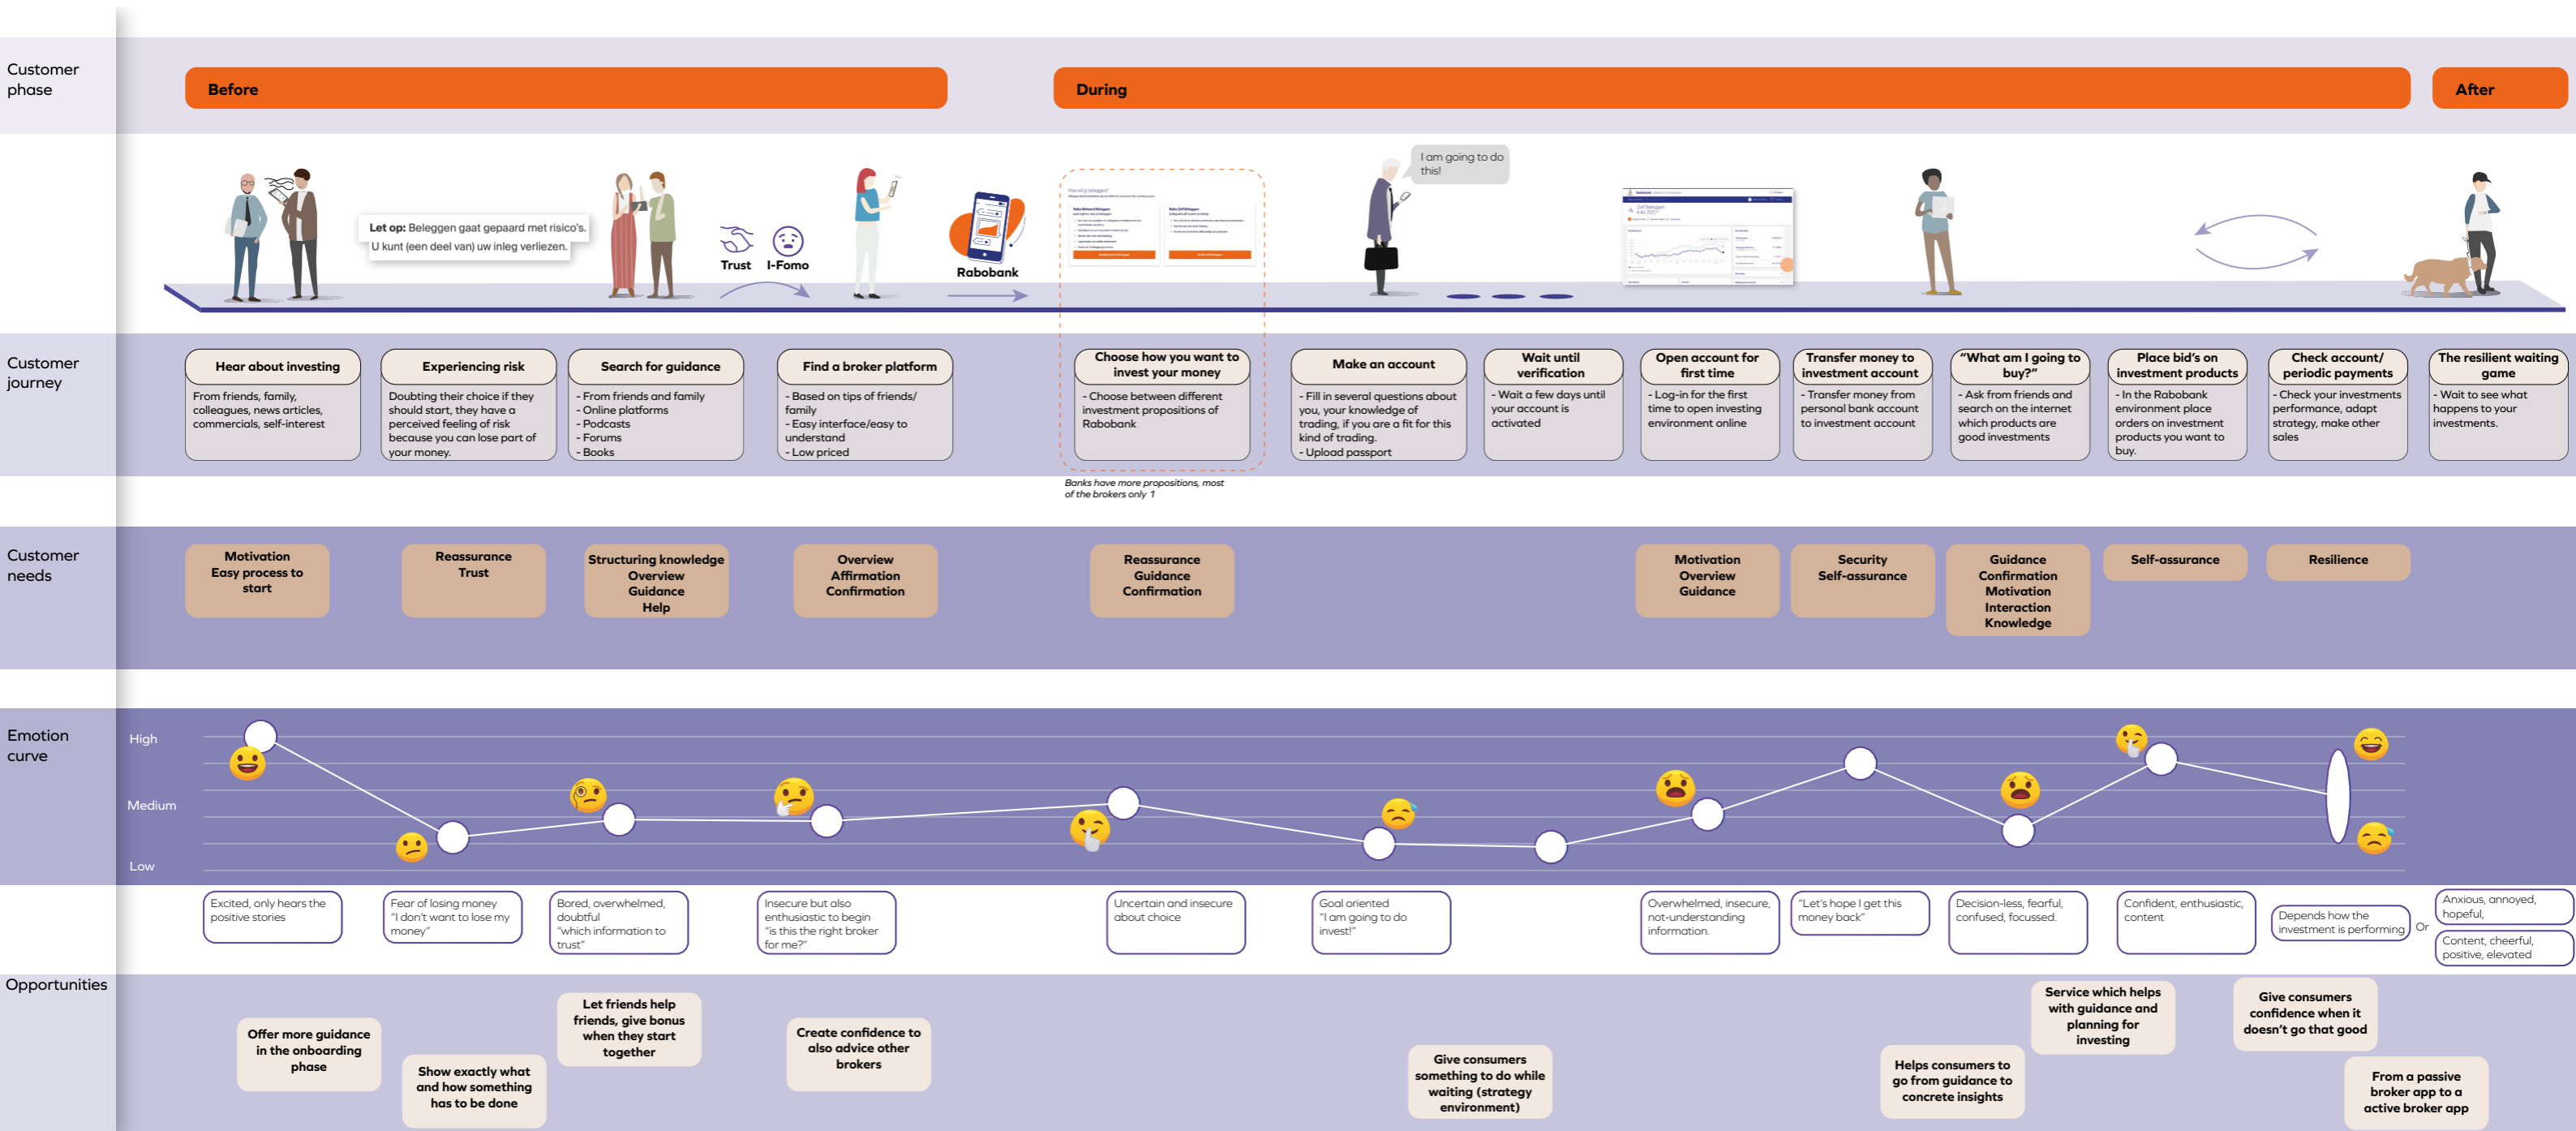 Customer
phase
Before
During
After
Let op: Beleggen gaat gepaard met risico's.
U kunt (een deel van) uw inleg verliezen.
Trust
I-Fomo
Rabobank
I am going to do
this!
Customer
journey
Hear about investing
From friends, family,
colleagues, news articles,
commercials, self-interest
Experiencing risk
Doubting their choice if they
should start, they have a
perceived feeling of risk
because you can lose part of
your money.
Search for guidance
- From friends and family
- Online platforms
- Podcasts
- Forums
- Books
Find a broker platform
- Based on tips of friends/
family
- Easy interface/easy to
understand
- Low priced
Choose how you want to
invest your money
- Choose between different
investment propositions of
Rabobank
Banks have more propositions, most
of the brokers only 1
Make an account
- Fill in several questions about
you, your knowledge of
trading, if you are a fit for this
kind of trading.
- Upload passport
Wait until
verification
- Wait a few days until
your account is
activated
Open account for
first time
- Log-in for the first
time to open investing
environment online
Transfer money to
investment account
- Transfer money from
personal bank account
to investment account
"What am I going to
buy?"
- Ask from friends and
search on the internet
which products are
good investments
Place bid's on
investment products
- In the Rabobank
environment place
orders on investment
products you want to
buy.
Check account/
periodic payments
- Check your investments
performance, adapt
strategy, make other
sales
The resilient waiting
game
- Wait to see what
happens to your
investments.
Customer
needs
Motivation
Easy process to
start
Reassurance
Trust
Structuring knowledge
Overview
Guidance
Help
Overview
Affirmation
Confirmation
Reassurance
Guidance
Confirmation
Motivation
Overview
Guidance
Security
Self-assurance
Guidance
Confirmation
Motivation
Interaction
Knowledge
Self-assurance
Resilience
Emotion
curve
High
Medium
Low
Excited, only hears the
positive stories
Fear of losing money
"I don't want to lose my
money"
Bored, overwhelmed,
doubtful
"which information to
trust"
Insecure but also
enthusiastic to begin
"is this the right broker
for me?"
Uncertain and insecure
about choice
Goal oriented
"I am going to do
invest!"
Overwhelmed, insecure,
not-understanding
information.
"Let's hope I get this
money back"
Decision-less, fearful,
confused, focussed.
Confident, enthusiastic,
content
Depends how the
investment is performing
Or
Anxious, annoyed,
hopeful,
Content, cheerful,
positive, elevated
Opportunities
Offer more guidance
in the onboarding
phase
Show exactly what
and how something
has to be done
Let friends help
friends, give bonus
when they start
together
Create confidence to
also advice other
brokers
Give consumers
something to do while
waiting (strategy
environment)
Helps consumers to
go from guidance to
concrete insights
Service which helps
with guidance and
planning for
investing
Give consumers
confidence when it
doesn't go that good
From a passive
broker app to a
active broker app